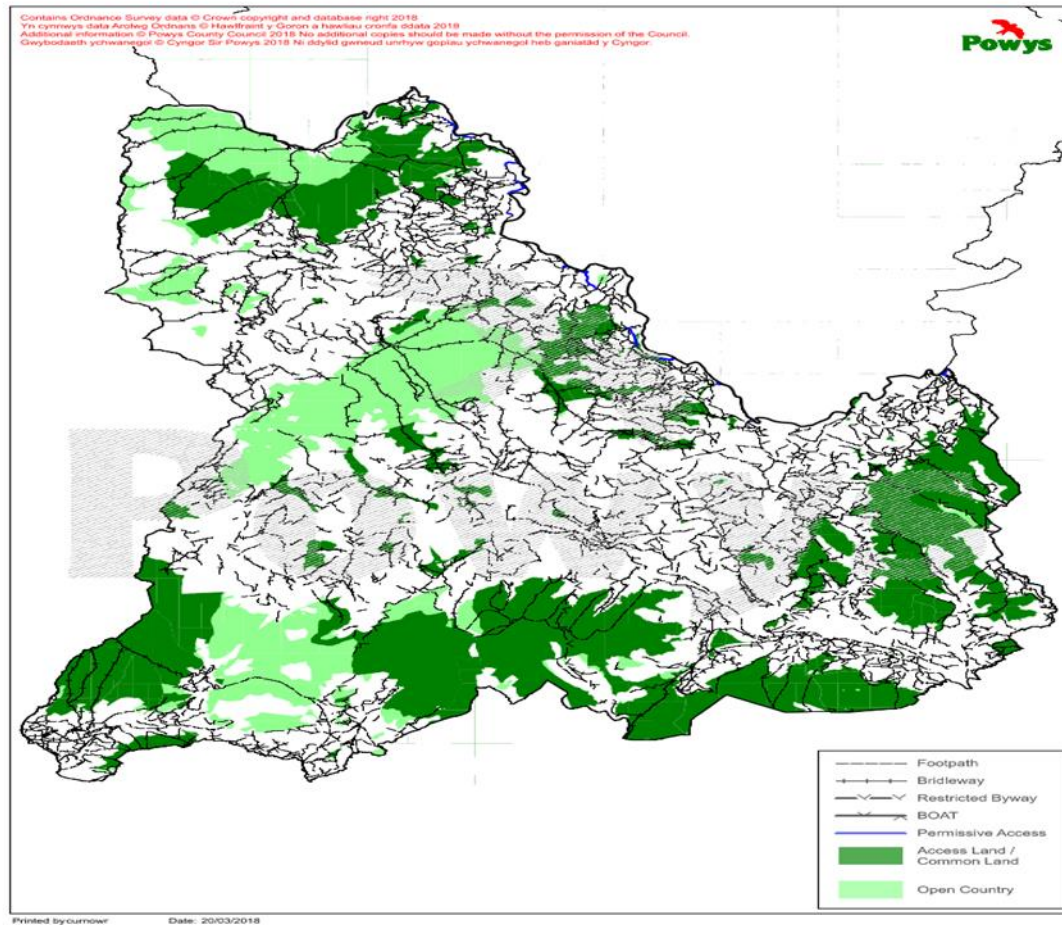 Contains Ordnance Survey data © Crown copyright and database right 2018
Yn cynnwys data Arolwg Ordnans © Hawlfraint y Goron a hawliau cronfa ddata 2018
Additional information © Powys County Council 2018 No additional copies should be made without the permission of the Council.
Gwybodaeth ychwanegol © Cyngor Sir Powys 2018 Ni ddylid gwneud unrhyw gopiau ychwanegol heb ganiatâd y Cyngor.
Powys
Powys
Footpath
Bridleway
Restricted Byway
BOAT
Permissive Access
Access Land /
Common Land
Open Country
Printed by:curnowr Date: 20/03/2018